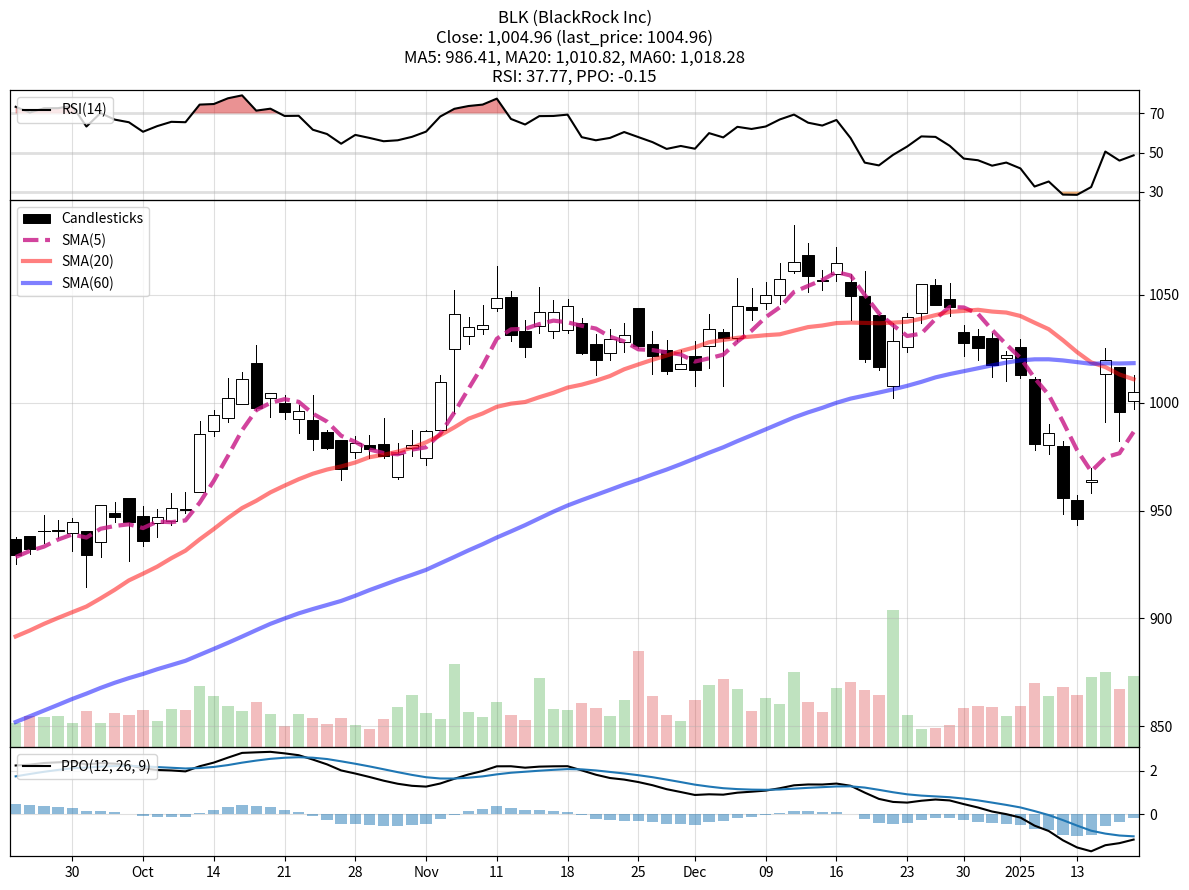 BLK (BlackRock Inc)
Close: 1,004.96 (last_price: 1004.96)
MA5: 986.41, MA20: 1,010.82, MA60: 1,018.28
RSI: 37.77, PPO: -0.15
RSI(14)
70
50
30
Candlesticks
SMA(5)
SMA(20)
SMA(60)
1050
1000
950
900
850
PPO(12, 26, 9)
2
0
30 Oct 14 21 28 Nov 11 18 25 Dec 09 16 23 30 2025 13